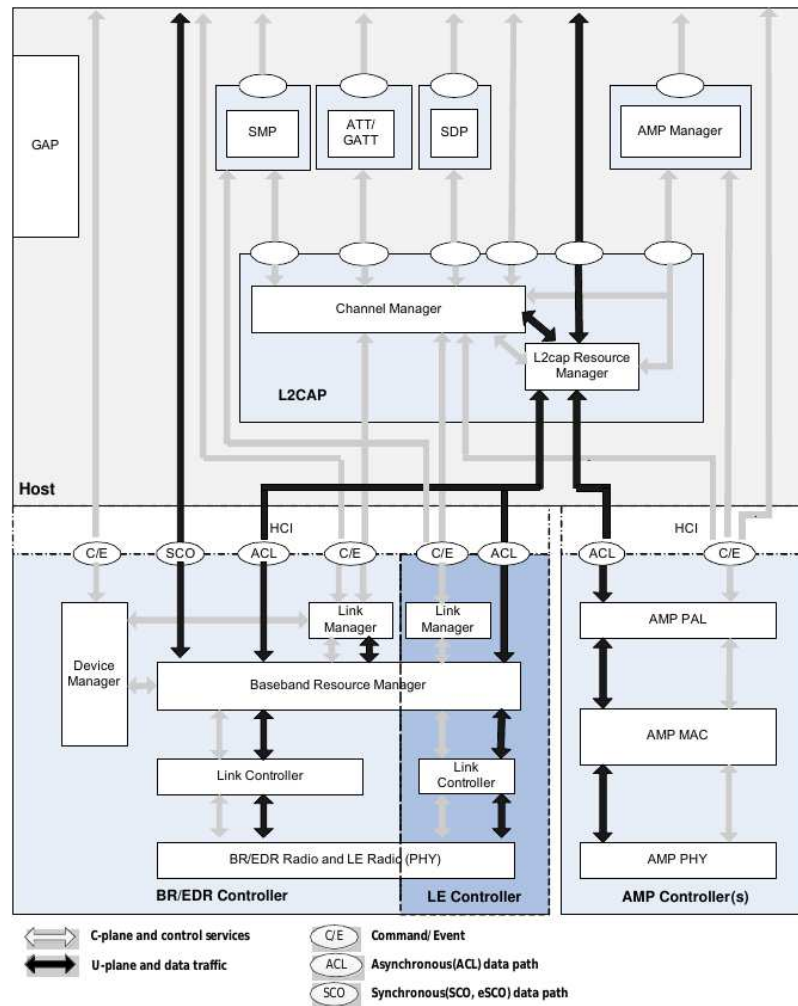 GAP
SMP
ATT/
GATT
SDP
AMP Manager
Channel Manager
L2cap Resource
Manager
L2CAP
Host
HCI
HCI
C/E
SCO
ACL
C/E
C/E
ACL
ACL
C/E
Link
Manager
Link
Manager
AMP PAL
Device
Manager
Baseband Resource Manager
AMP MAC
Link Controller
Link
Controller
BR/EDR Radio and LE Radio (PHY)
AMP PHY
BR/EDR Controller
LE Controller
AMP Controller(s)
C-plane and control services
C/E
Command/Event
U-plane and data traffic
ACL
Asynchronous(ACL) data path
SCO
Synchronous(SCO, eSCO) data path